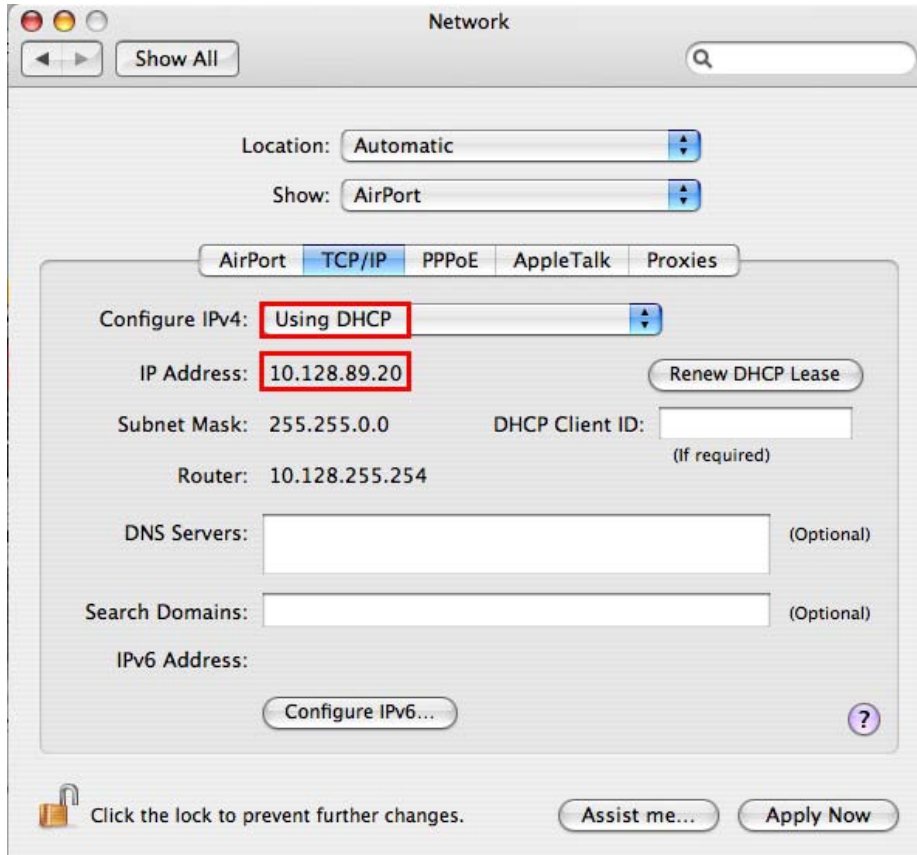 Network
Show All
Location: Automatic
Show: AirPort
AirPort TCP/IP PPPoE AppleTalk Proxies
Configure IPv4: Using DHCP
IP Address: 10.128.89.20 Renew DHCP Lease
Subnet Mask: 255.255.0.0 DHCP Client ID:
(If required)
Router: 10.128.255.254
DNS Servers: (Optional)
Search Domains: (Optional)
IPv6 Address:
Configure IPv6...
?
Click the lock to prevent further changes. Assist me... Apply Now